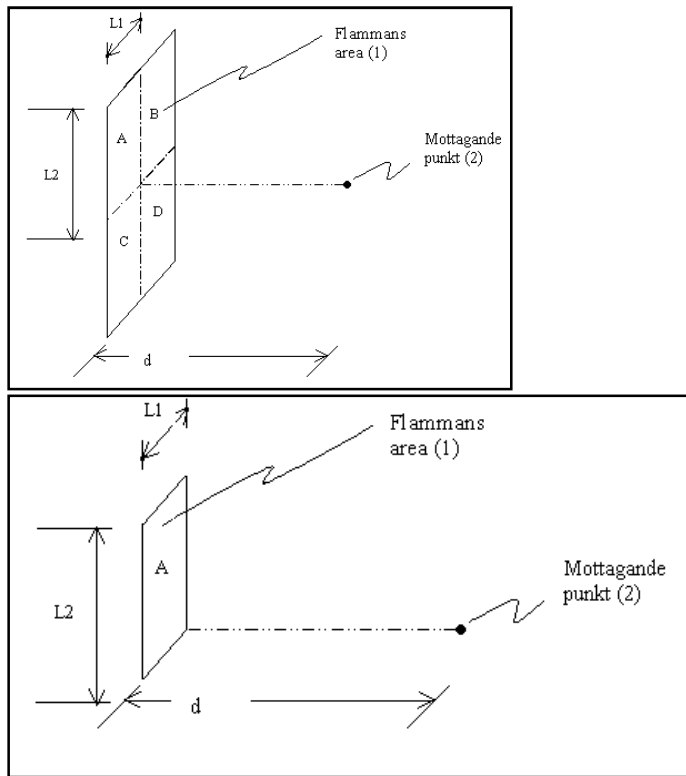 L1
Flammans
area (1)
B
A
Mottagande
punkt (2)
L2
D
C
d
L1
Flammans
area (1)
A
Mottagande
punkt (2)
L2
d